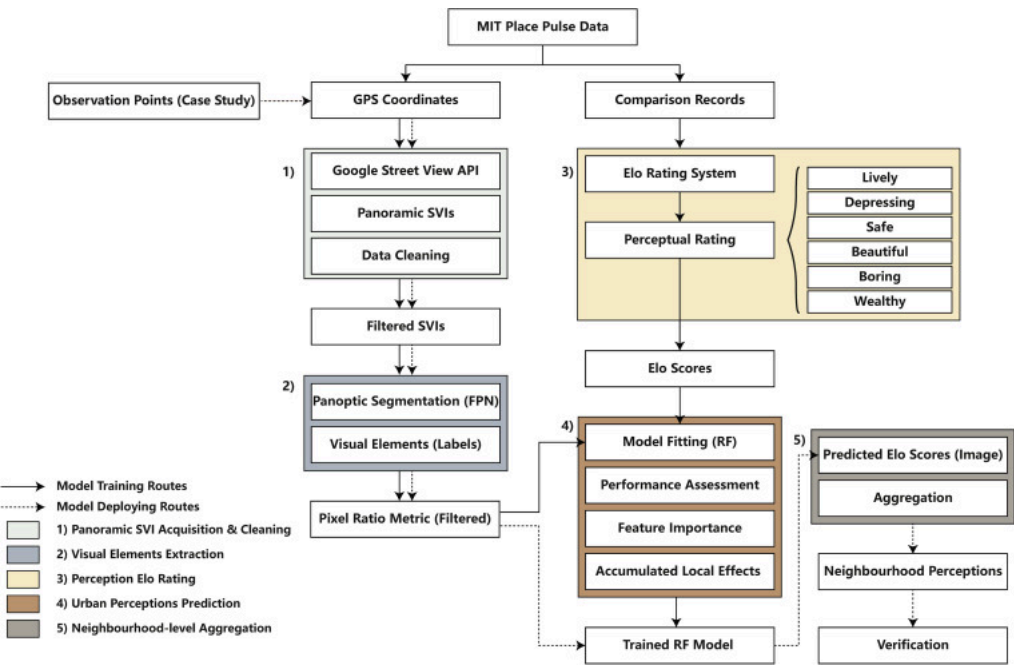 MIT Place Pulse Data
Observation Points (Case Study)
GPS Coordinates
Comparison Records
1)
Google Street View API
Panoramic SVIs
Data Cleaning
3)
Elo Rating System
Perceptual Rating
Lively
Depressing
Safe
Beautiful
Boring
Wealthy
Filtered SVIs
Elo Scores
2)
Panoptic Segmentation (FPN)
Visual Elements (Labels)
4)
Model Fitting (RF)
Performance Assessment
Feature Importance
Accumulated Local Effects
5)
Predicted Elo Scores (Image)
Aggregation
Pixel Ratio Metric (Filtered)
Neighbourhood Perceptions
Trained RF Model
Verification
Model Training Routes
Model Deploying Routes
1) Panoramic SVI Acquisition & Cleaning
2) Visual Elements Extraction
3) Perception Elo Rating
4) Urban Perceptions Prediction
5) Neighbourhood-level Aggregation